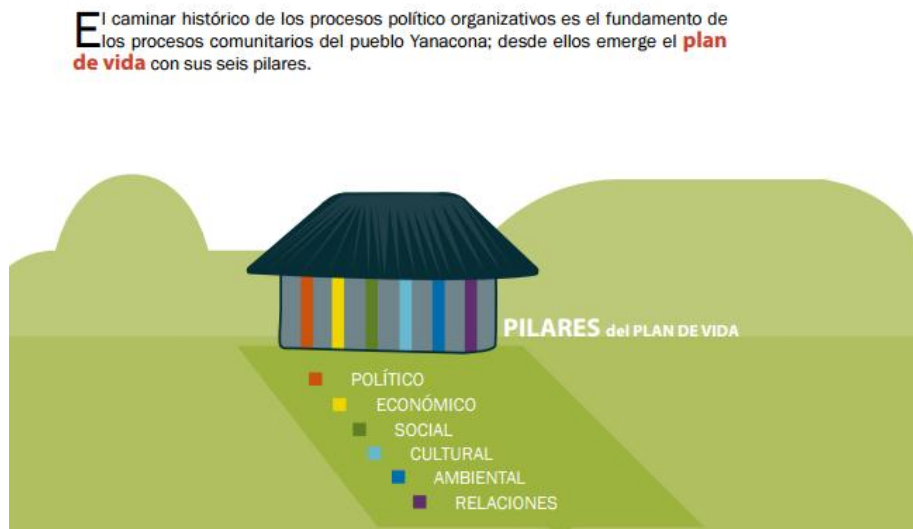 El caminar histórico de los procesos político organizativos es el fundamento de
los procesos comunitarios del pueblo Yanacona; desde ellos emerge el plan
de vida con sus seis pilares.
PILARES del PLAN DE VIDA
POLÍTICO
ECONÓMICO
SOCIAL
CULTURAL
AMBIENTAL
RELACIONES